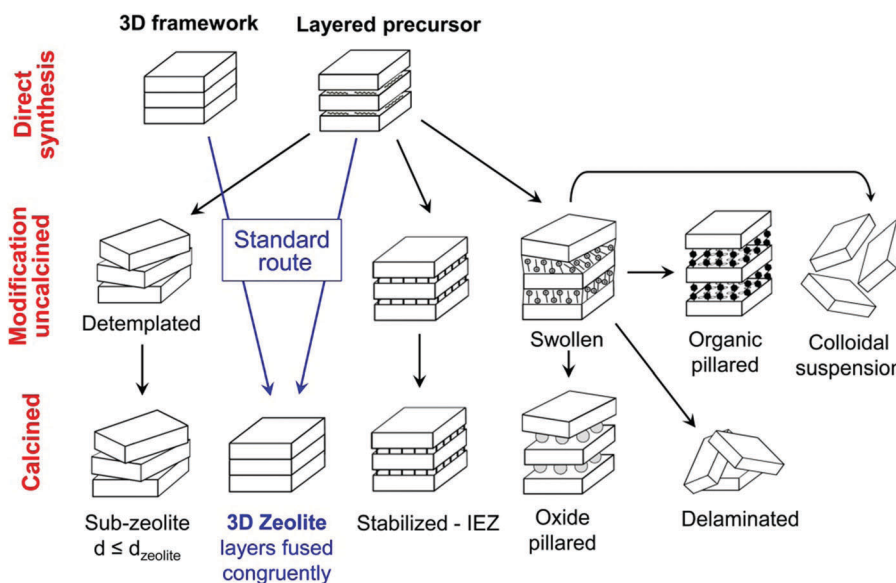 3D framework
Layered precursor
Direct
synthesis
Modification
uncalcined
Standard
route
Detemplated
Swollen
Organic
pillared
Colloidal
suspension
Calcined
Sub-zeolite
d ≤ dzeolite
3D Zeolite
layers fused
congruently
Stabilized - IEZ
Oxide
pillared
Delaminated